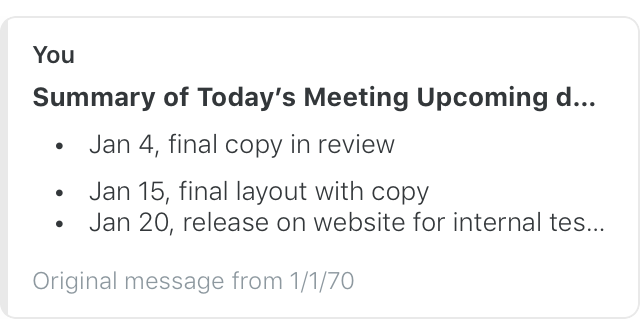 You
Summary of Today’s Meeting Upcoming d...
• Jan 4, final copy in review
• Jan 15, final layout with copy
• Jan 20, release on website for internal tes...
Original message from 1/1/70